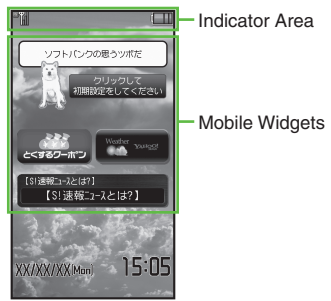 Indicator Area
ソフトバンクの思うツボだ
クリックして
初期設定をしてください
Mobile Widgets
とくするクーポン
Weather
YAHOO!
【S!速報ニュースとは?】
【S!速報ニュースとは?】
XX/XX/XX(Mon) 15:05